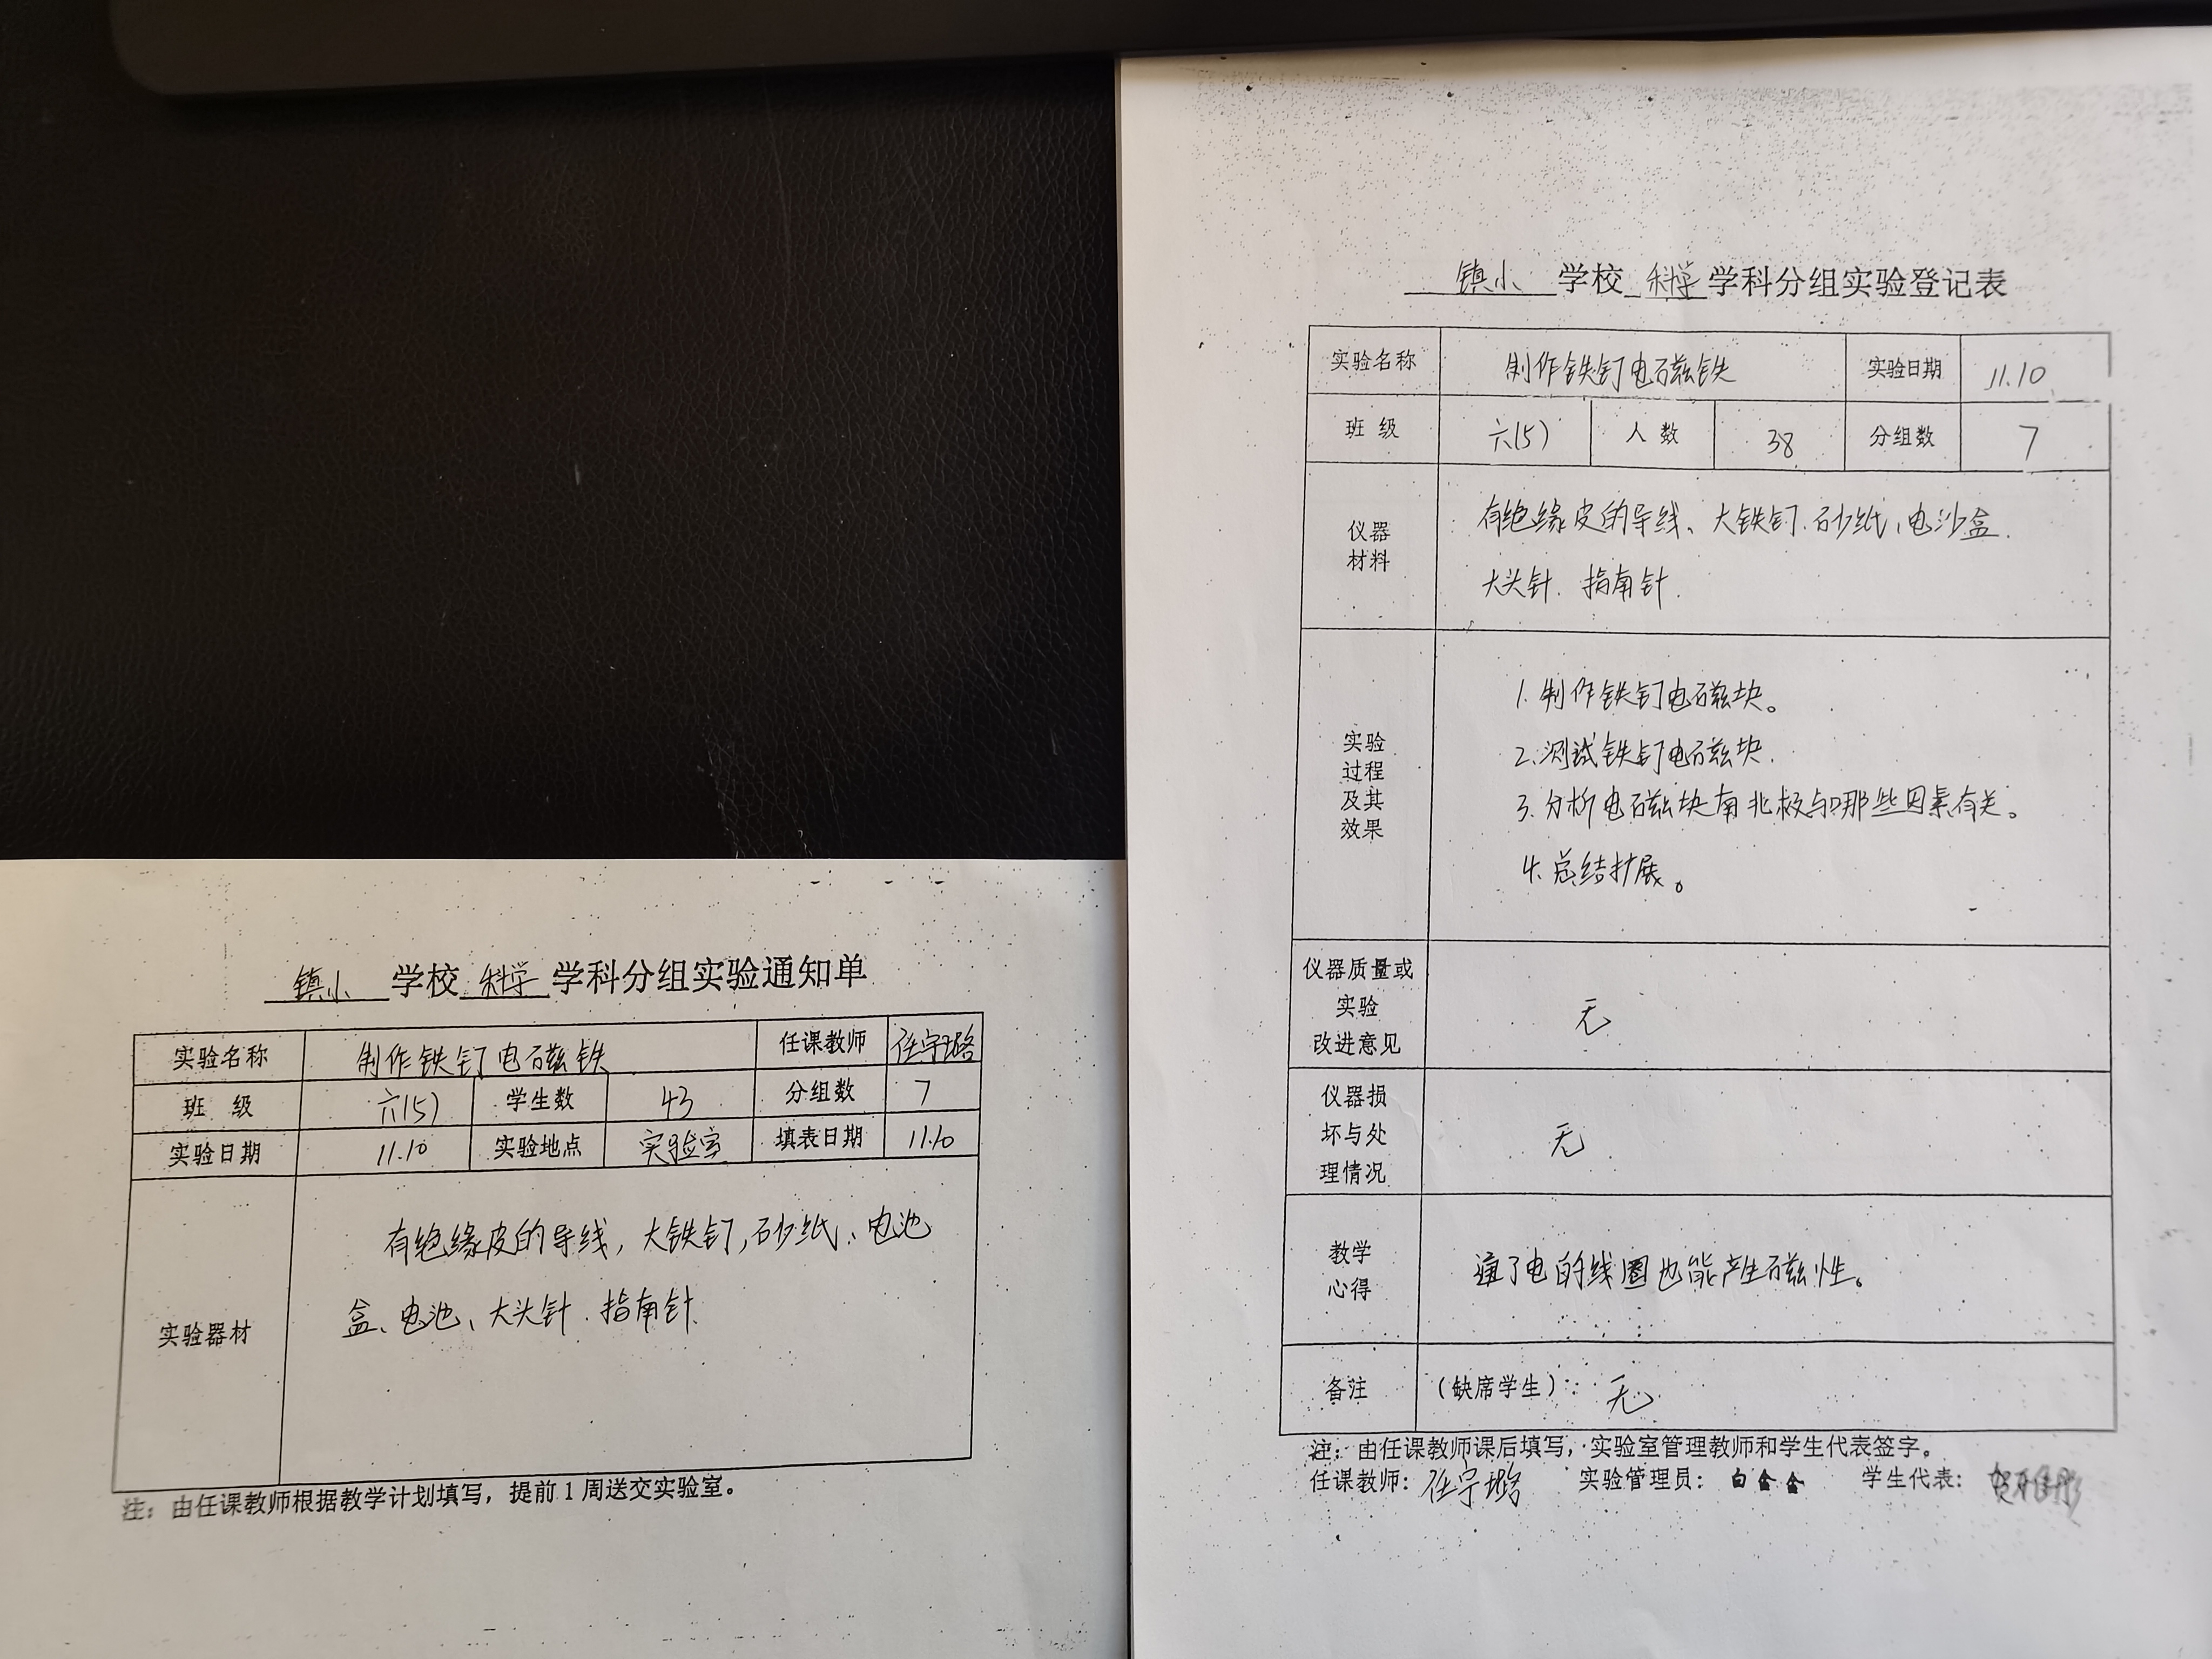 镇小 学校 科学 学科分组实验通知单
实验名称 制作铁钉电磁铁 任课教师 任宇璐
班 级 六(5) 学生数 43 分组数 7
实验日期 11.10 实验地点 实验室 填表日期 11.10
实验器材
有绝缘皮的导线,大铁钉,砂纸、电池
盒、电池、大头针.指南针.
注:由任课教师根据教学计划填写,提前1周送交实验室。
镇小 学校 科学 学科分组实验登记表
实验名称 制作铁钉电磁铁 实验日期 11.10
班 级 六(5) 人 数 38 分组数 7
仪器
材料
有绝缘皮的导线、大铁钉.砂纸、电池盒.
大头针.指南针.
实验
过程
及其
效果
1.制作铁钉电磁块。
2.测试铁钉电磁块.
3.分析电磁块南北极与哪些因素有关。
4.总结扩展。
仪器质量或
实验
改进意见
无
仪器损
坏与处
理情况
无
教学
心得
通了电的线圈也能产生磁性。
备注 (缺席学生): 无
注:由任课教师课后填写,实验室管理教师和学生代表签字。
任课教师:任宇璐 实验管理员: 学生代表: